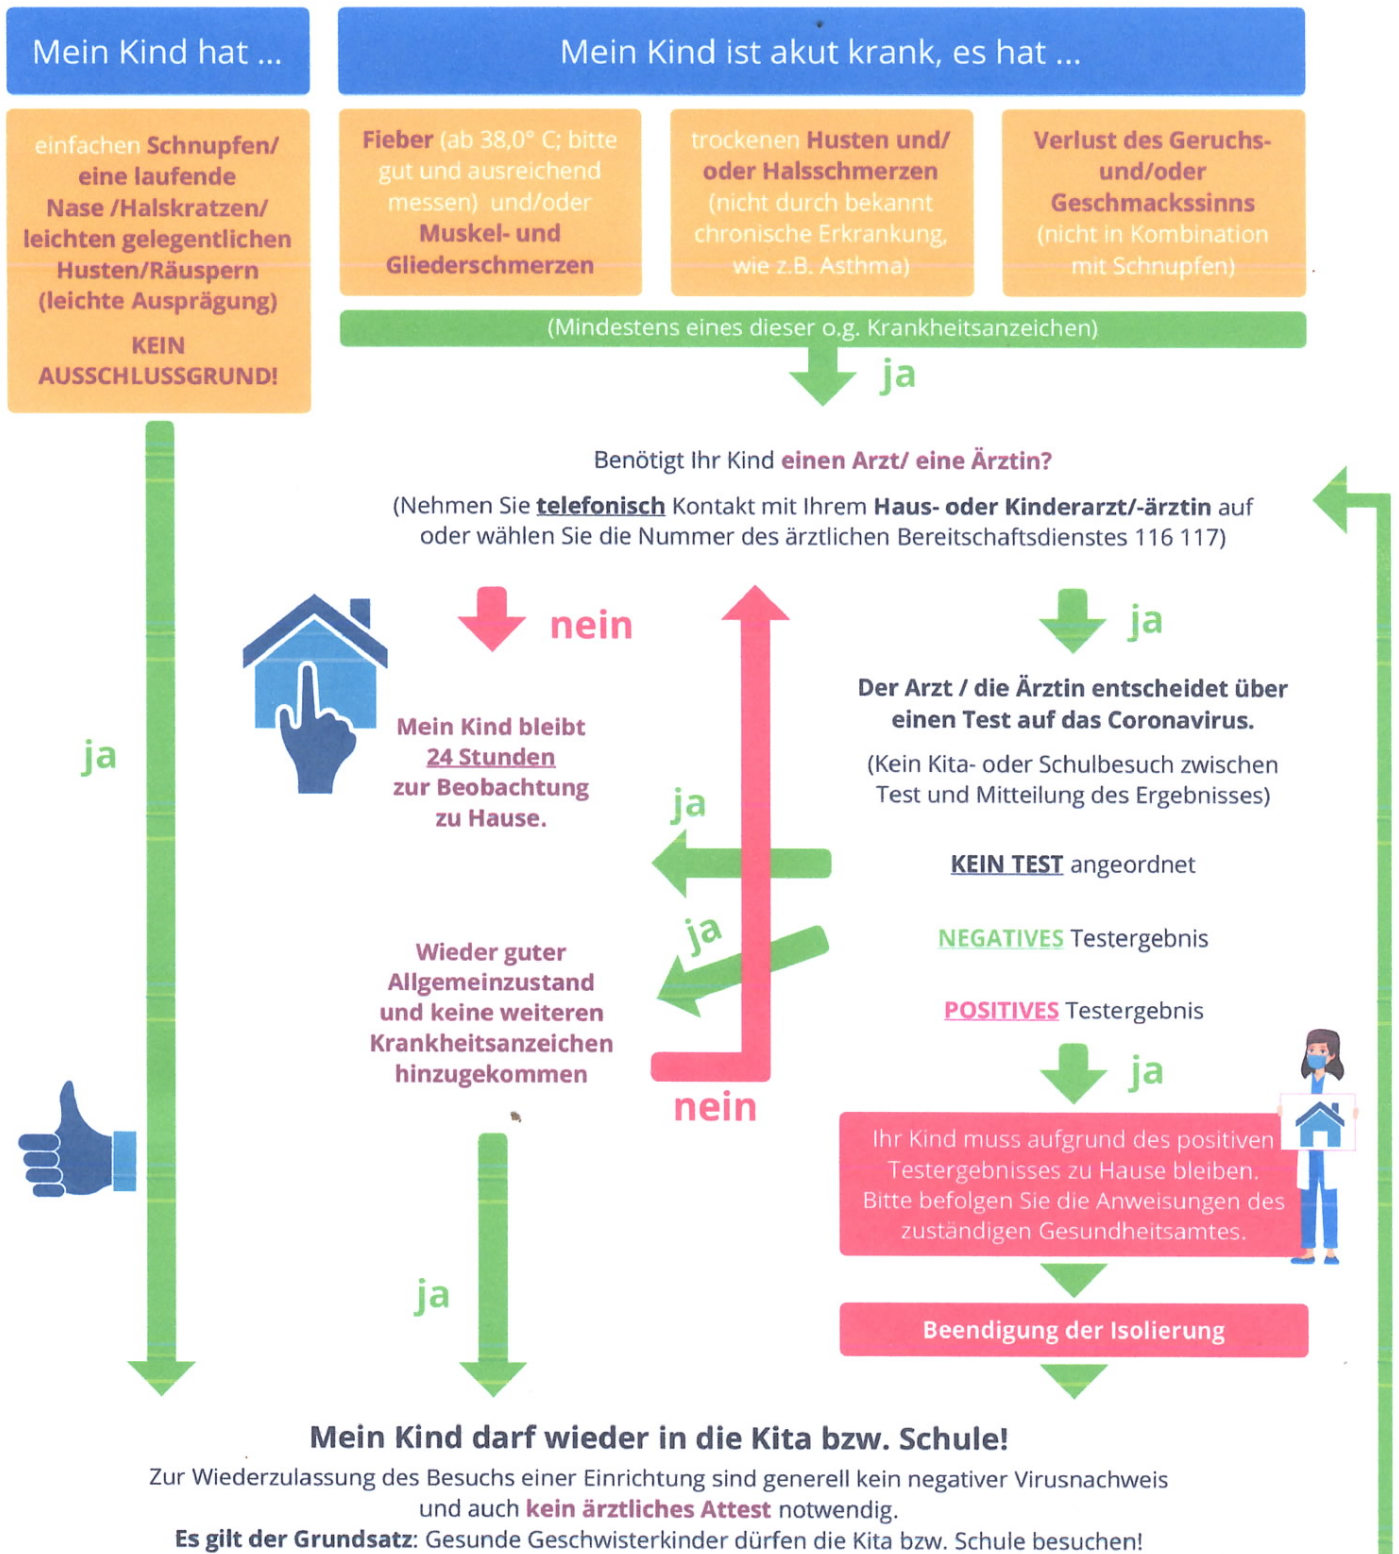 Mein Kind hat ...
einfachen Schnupfen/
eine laufende
Nase /Halskratzen/
leichten gelegentlichen
Husten/Räuspern
(leichte Ausprägung)
KEIN
AUSSCHLUSSGRUND!
Mein Kind ist akut krank, es hat ...
Fieber (ab 38,0° C; bitte
gut und ausreichend
messen) und/oder
Muskel- und
Gliederschmerzen
trockenen Husten und/
oder Halsschmerzen
(nicht durch bekannt
chronische Erkrankung,
wie z.B. Asthma)
Verlust des Geruchs-
und/oder
Geschmackssinns
(nicht in Kombination
mit Schnupfen)
(Mindestens eines dieser o.g. Krankheitsanzeichen)
ja
Benötigt Ihr Kind einen Arzt/ eine Ärztin?
(Nehmen Sie telefonisch Kontakt mit Ihrem Haus- oder Kinderarzt/-ärztin auf
oder wählen Sie die Nummer des ärztlichen Bereitschaftsdienstes 116 117)
nein
ja
Mein Kind bleibt
24 Stunden
zur Beobachtung
zu Hause.
Der Arzt / die Ärztin entscheidet über
einen Test auf das Coronavirus.
(Kein Kita- oder Schulbesuch zwischen
Test und Mitteilung des Ergebnisses)
ja
ja
KEIN TEST angeordnet
ja
NEGATIVES Testergebnis
Wieder guter
Allgemeinzustand
und keine weiteren
Krankheitsanzeichen
hinzugekommen
POSITIVES Testergebnis
nein
ja
Ihr Kind muss aufgrund des positiven
Testergebnisses zu Hause bleiben.
Bitte befolgen Sie die Anweisungen des
zuständigen Gesundheitsamtes.
ja
Beendigung der Isolierung
Mein Kind darf wieder in die Kita bzw. Schule!
Zur Wiederzulassung des Besuchs einer Einrichtung sind generell kein negativer Virusnachweis
und auch kein ärztliches Attest notwendig.
Es gilt der Grundsatz: Gesunde Geschwisterkinder dürfen die Kita bzw. Schule besuchen!